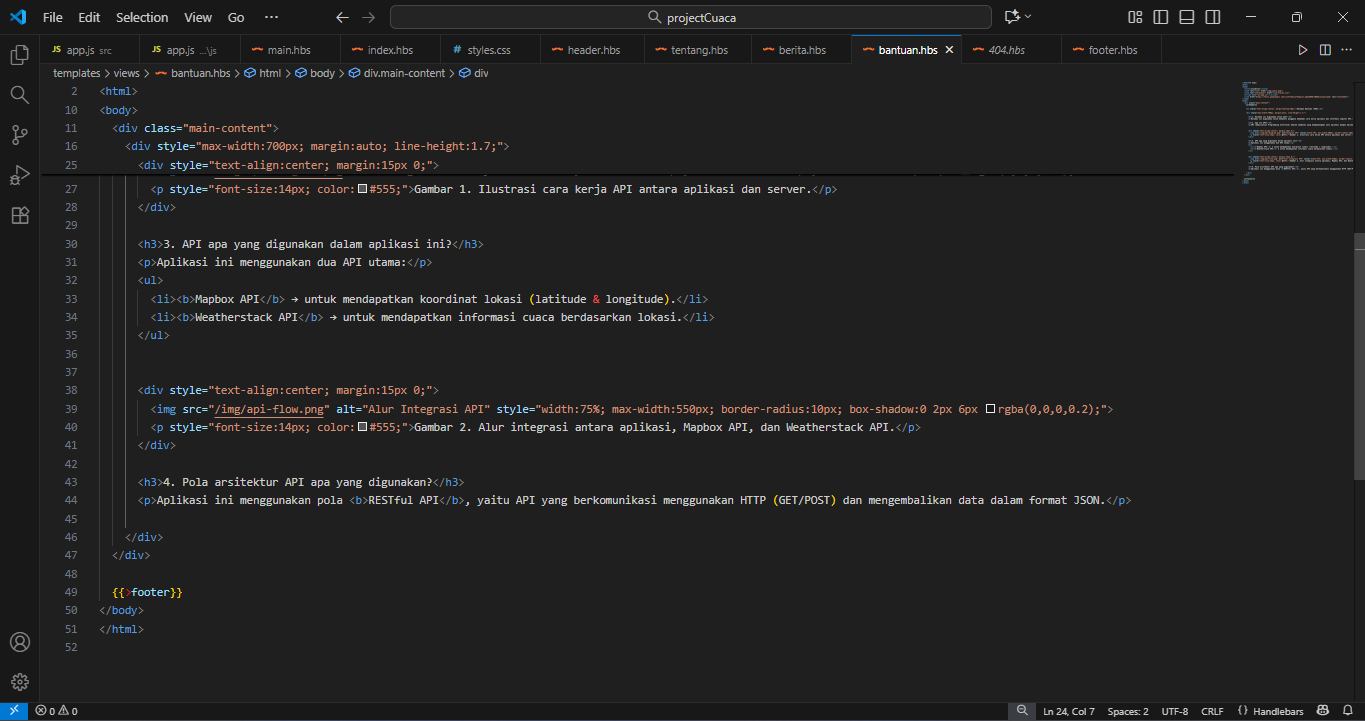 File Edit Selection View Go ··· projectCuaca
app.js src app.js ...\js main.hbs index.hbs styles.css header.hbs tentang.hbs berita.hbs bantuan.hbs 404.hbs footer.hbs
templates > views > bantuan.hbs > html > body > div.main-content > div
2 <html>
10 <body>
11 <div class="main-content">
16 <div style="max-width:700px; margin:auto; line-height:1.7;">
25 <div style="text-align:center; margin:15px 0;">
27 <p style="font-size:14px; color:#555;">Gambar 1. Ilustrasi cara kerja API antara aplikasi dan server.</p>
28 </div>
29
30 <h3>3. API apa yang digunakan dalam aplikasi ini?</h3>
31 <p>Aplikasi ini menggunakan dua API utama:</p>
32 <ul>
33 <li><b>Mapbox API</b> → untuk mendapatkan koordinat lokasi (latitude & longitude).</li>
34 <li><b>Weatherstack API</b> → untuk mendapatkan informasi cuaca berdasarkan lokasi.</li>
35 </ul>
36
37
38 <div style="text-align:center; margin:15px 0;">
39 <img src="/img/api-flow.png" alt="Alur Integrasi API" style="width:75%; max-width:550px; border-radius:10px; box-shadow:0 2px 6px rgba(0,0,0,0.2);">
40 <p style="font-size:14px; color:#555;">Gambar 2. Alur integrasi antara aplikasi, Mapbox API, dan Weatherstack API.</p>
41 </div>
42
43 <h3>4. Pola arsitektur API apa yang digunakan?</h3>
44 <p>Aplikasi ini menggunakan pola <b>RESTful API</b>, yaitu API yang berkomunikasi menggunakan HTTP (GET/POST) dan mengembalikan data dalam format JSON.</p>
45
46 </div>
47 </div>
48
49 {{>footer}}
50 </body>
51 </html>
52
0 0 Ln 24, Col 7 Spaces: 2 UTF-8 CRLF {} Handlebars